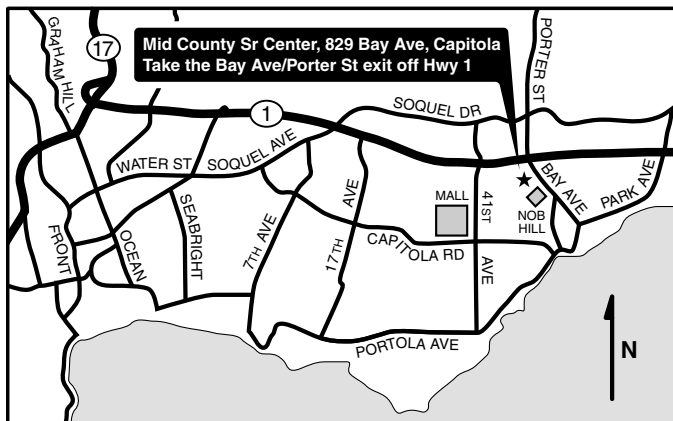 Mid County Sr Center, 829 Bay Ave, Capitola
Take the Bay Ave/Porter St exit off Hwy 1
17
GRAHAM HILL
PORTER ST
1
SOQUEL DR
WATER ST
SOQUEL AVE
BAY AVE
PARK AVE
MALL
41ST
AVE
NOB
HILL
SEABRIGHT
7TH AVE
17TH
AVE
CAPITOLA RD
FRONT
OCEAN
PORTOLA AVE
N